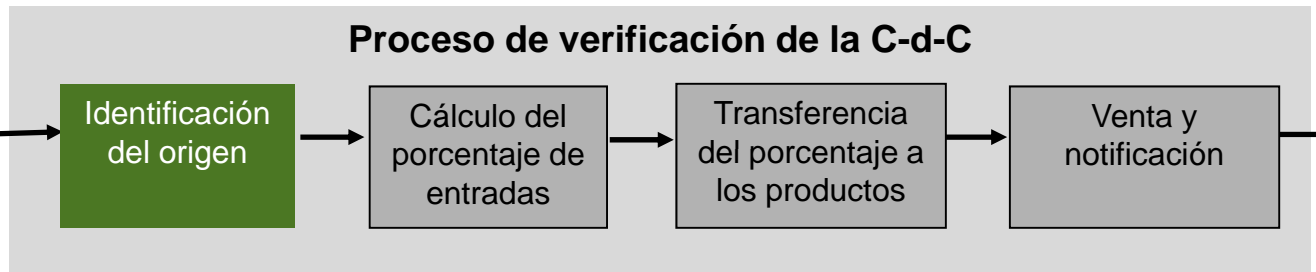 Proceso de verificación de la C-d-C
Identificación
del origen
Cálculo del
porcentaje de
entradas
Transferencia
del porcentaje a
los productos
Venta y
notificación